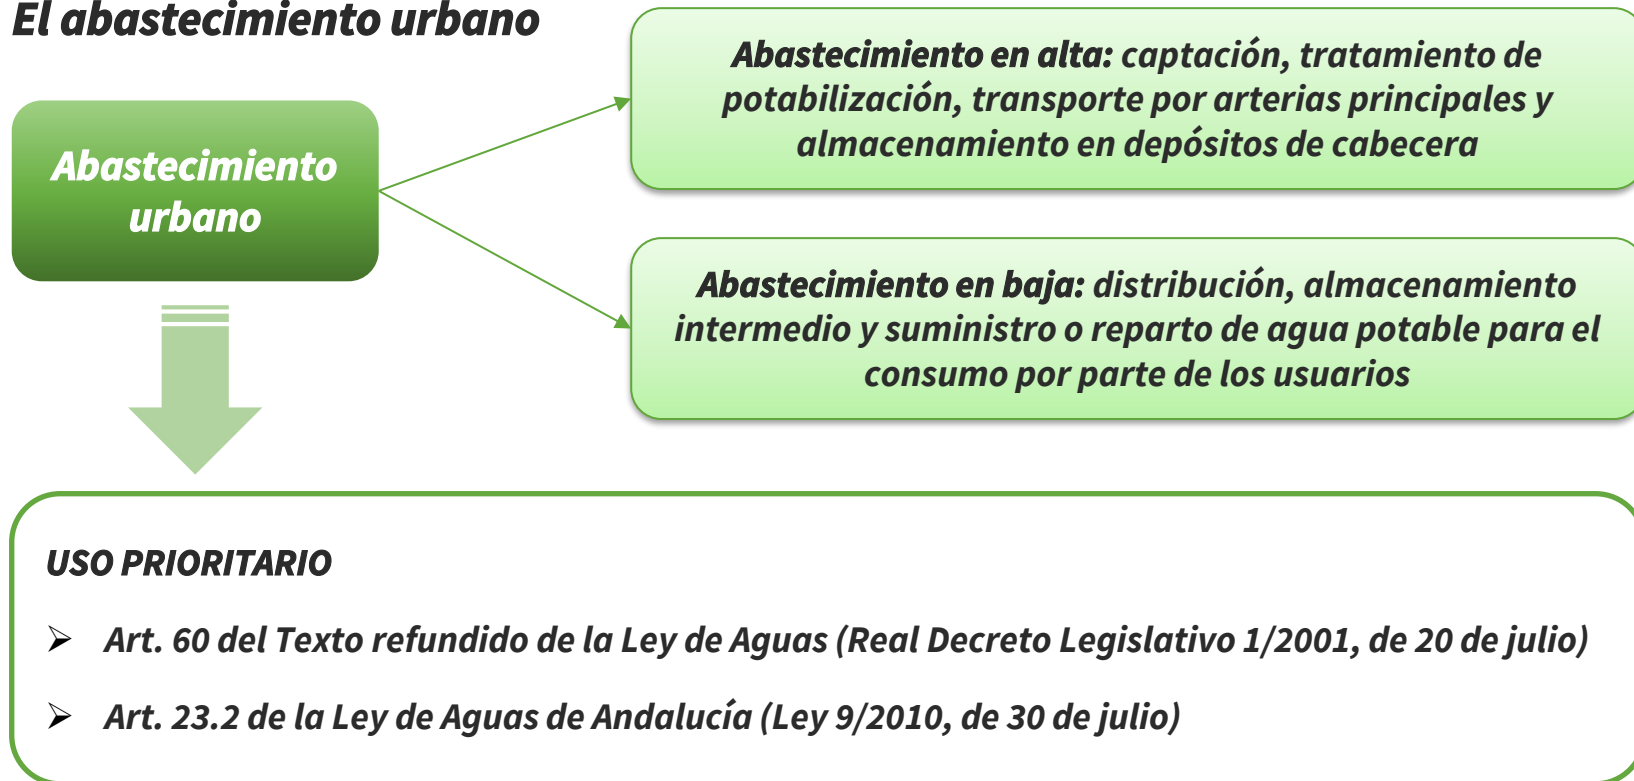 El abastecimiento urbano
Abastecimiento
urbano
Abastecimiento en alta: captación, tratamiento de
potabilización, transporte por arterias principales y
almacenamiento en depósitos de cabecera
Abastecimiento en baja: distribución, almacenamiento
intermedio y suministro o reparto de agua potable para el
consumo por parte de los usuarios
USO PRIORITARIO
Art. 60 del Texto refundido de la Ley de Aguas (Real Decreto Legislativo 1/2001, de 20 de julio)
Art. 23.2 de la Ley de Aguas de Andalucía (Ley 9/2010, de 30 de julio)